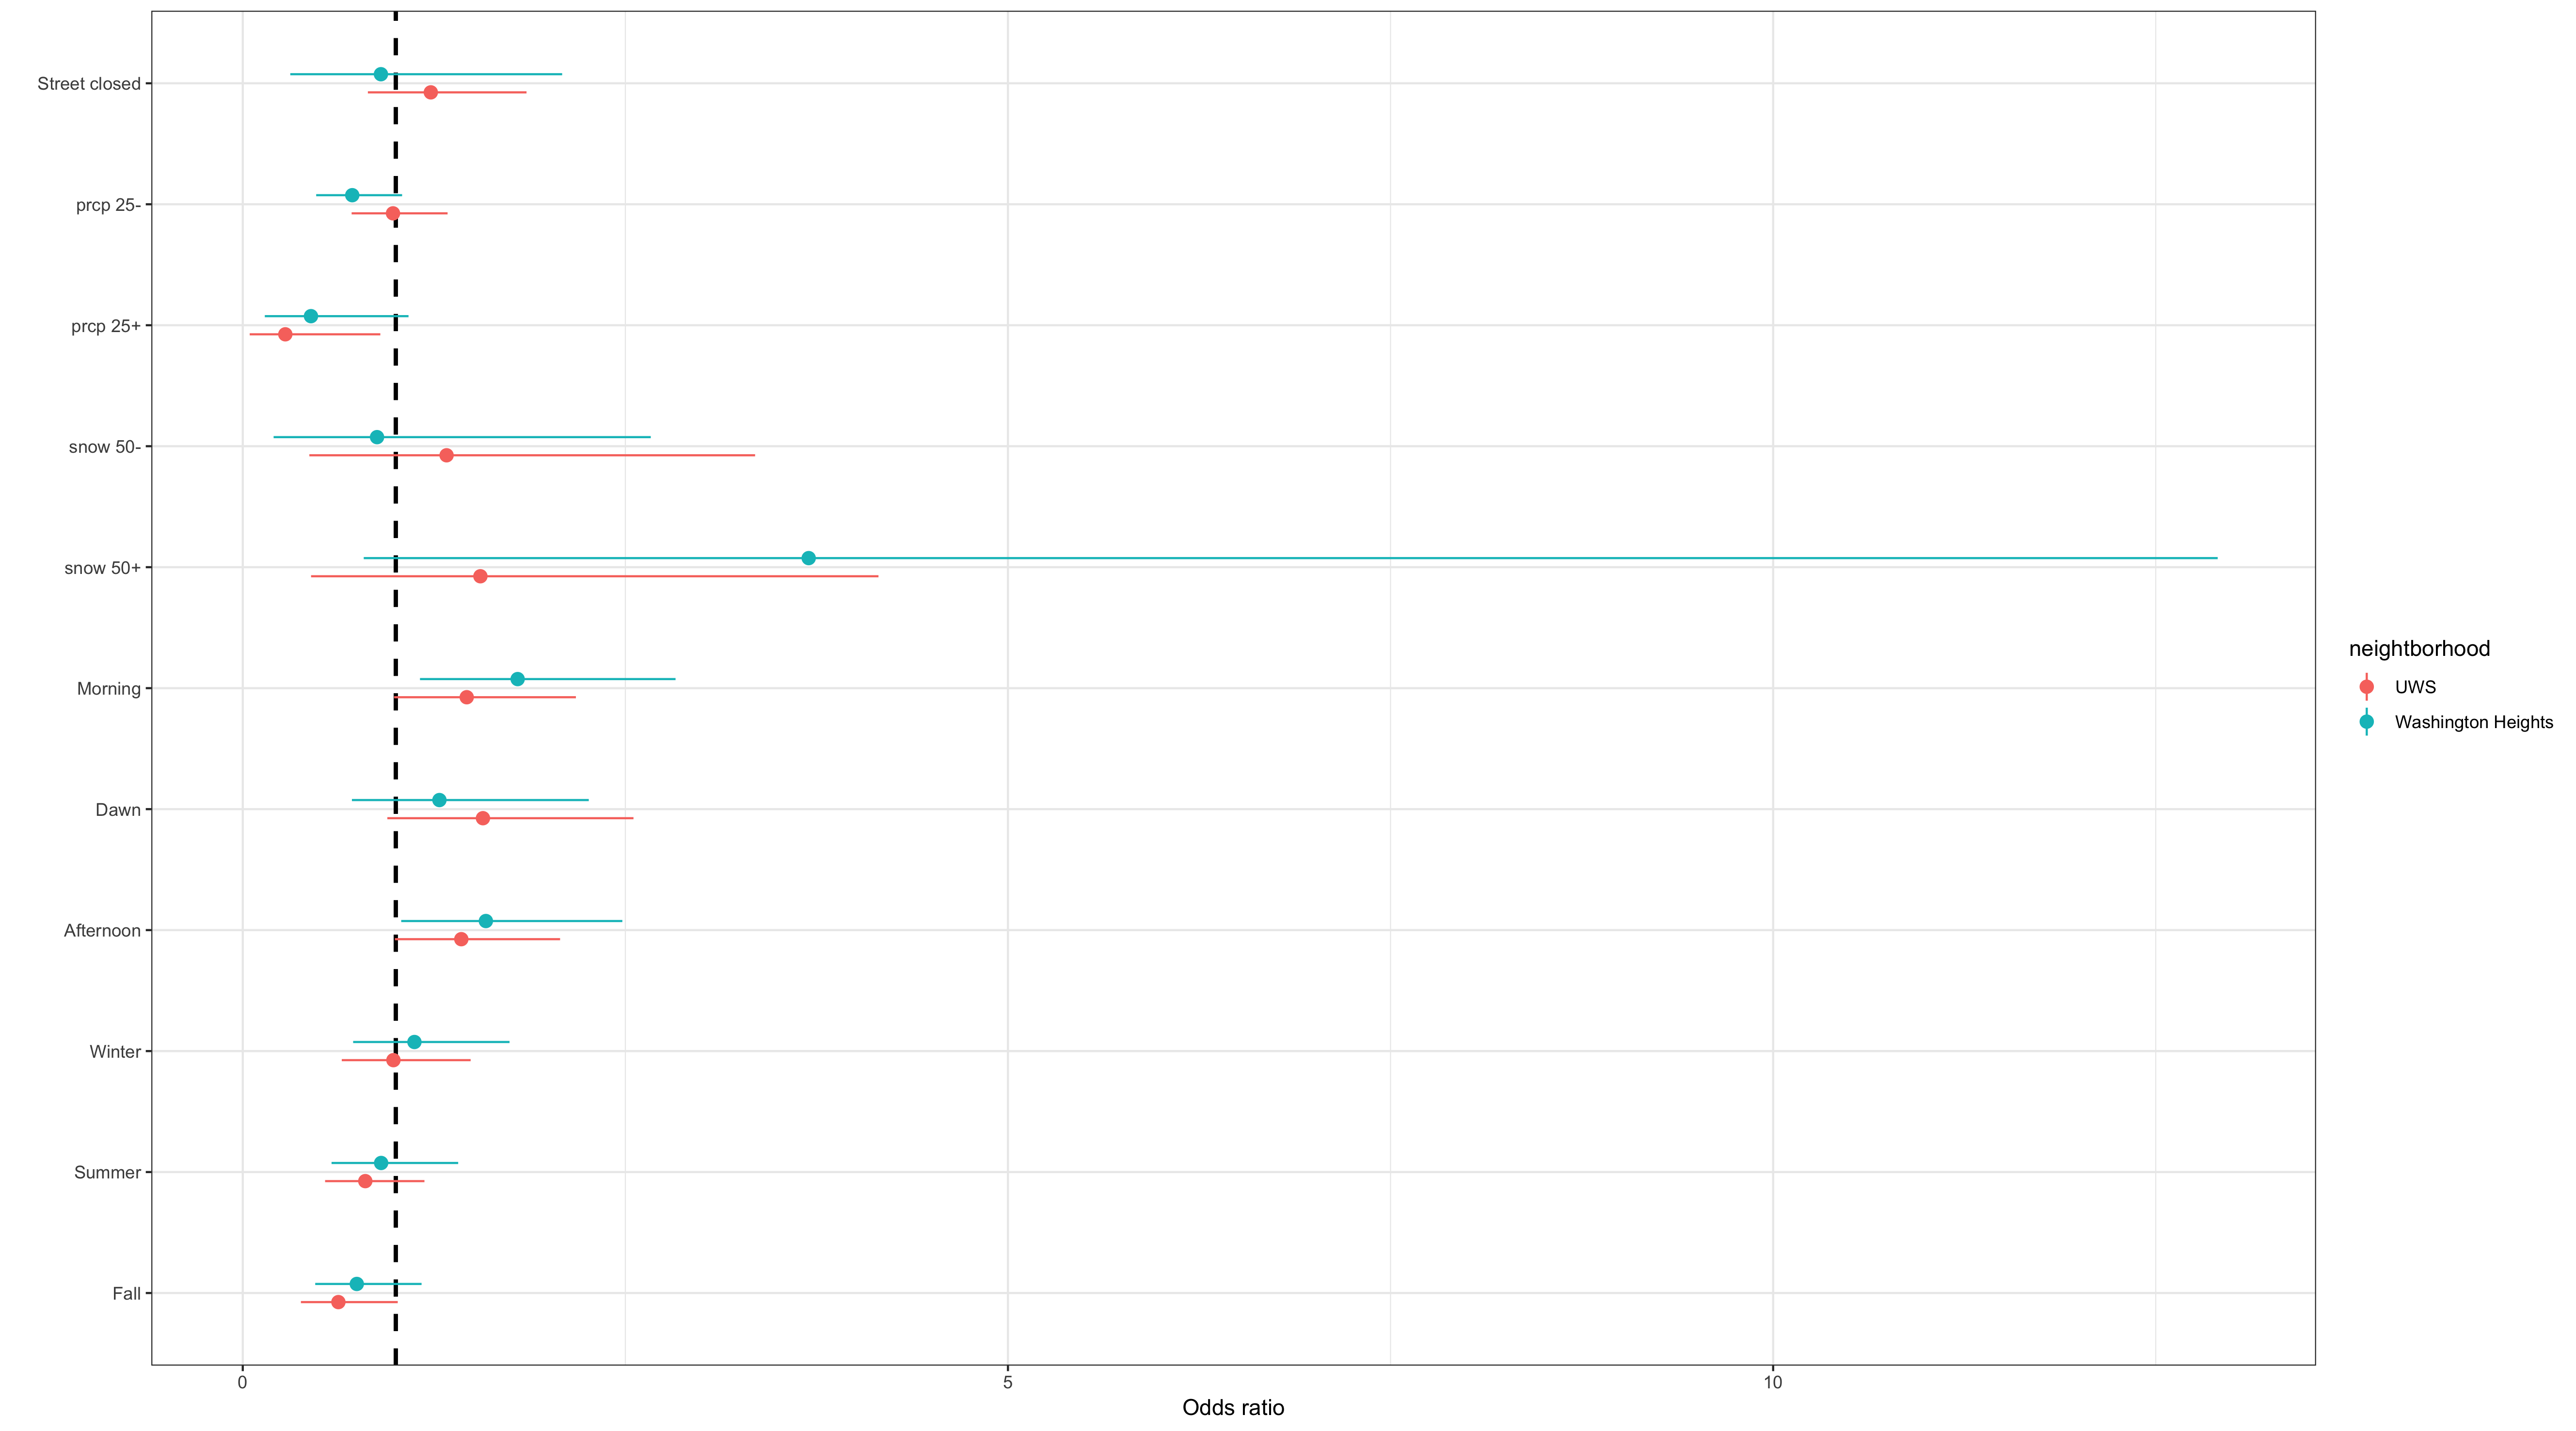 Street closed
prcp 25-
prcp 25+
snow 50-
snow 50+
Morning
Dawn
Afternoon
Winter
Summer
Fall
0 5 10
Odds ratio
neightborhood
UWS
Washington Heights